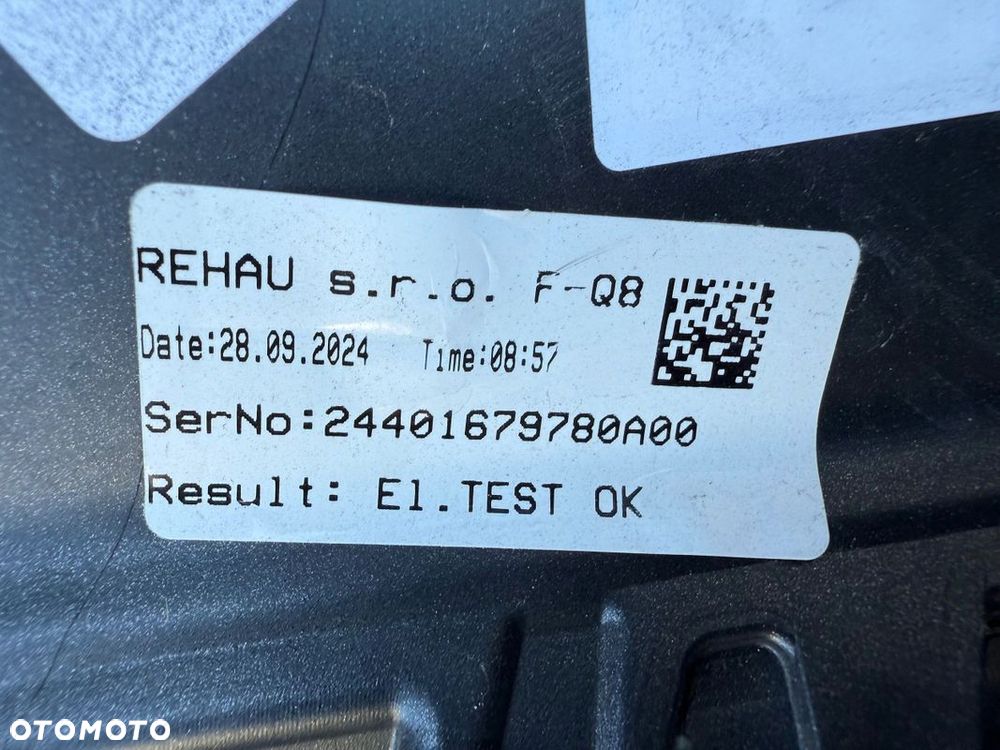 REHAU s.r.o. F-Q8
Date:28.09.2024 Time:08:57
SerNo:24401679780A00
Result: El.TEST OK
OTOMOTO